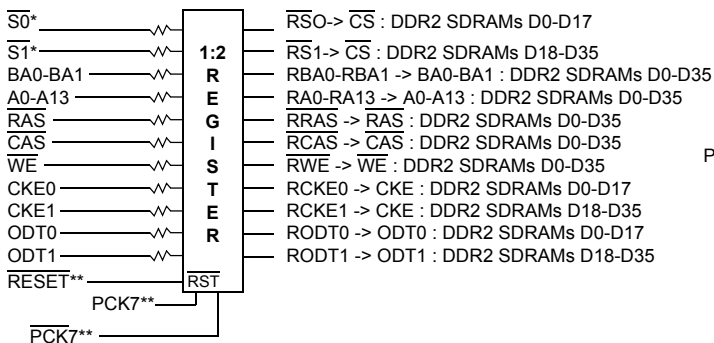 S0*
S1*
BA0-BA1
A0-A13
RAS
CAS
WE
CKE0
CKE1
ODT0
ODT1
RESET**
PCK7**
PCK7**
1:2
R
E
G
I
S
T
E
R
RST
RSO-> CS : DDR2 SDRAMs D0-D17
RS1-> CS : DDR2 SDRAMs D18-D35
RBA0-RBA1 -> BA0-BA1 : DDR2 SDRAMs D0-D35
RA0-RA13 -> A0-A13 : DDR2 SDRAMs D0-D35
RRAS -> RAS : DDR2 SDRAMs D0-D35
RCAS -> CAS : DDR2 SDRAMs D0-D35
RWE -> WE : DDR2 SDRAMs D0-D35
RCKE0 -> CKE : DDR2 SDRAMs D0-D17
RCKE1 -> CKE : DDR2 SDRAMs D18-D35
RODT0 -> ODT0 : DDR2 SDRAMs D0-D17
RODT1 -> ODT1 : DDR2 SDRAMs D18-D35
P